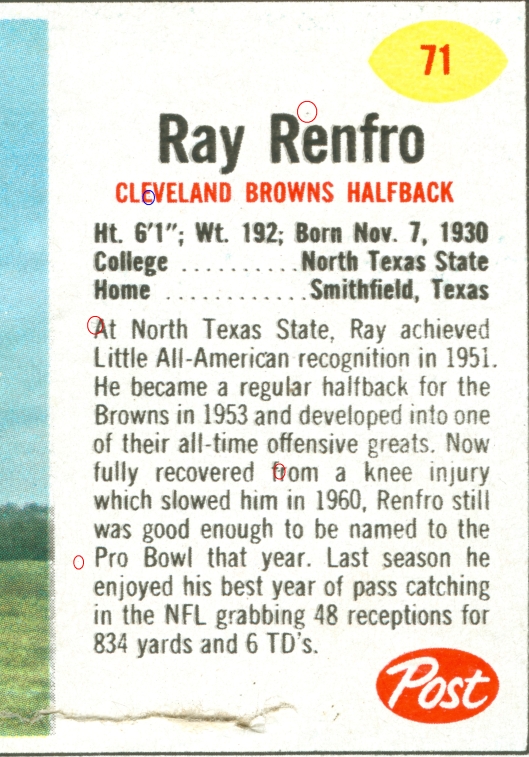 71
Ray Renfro
CLEVELAND BROWNS HALFBACK
Ht. 6'1"; Wt. 192; Born Nov. 7, 1930
College ..........North Texas State
Home ............Smithfield, Texas
At North Texas State, Ray achieved
Little All-American recognition in 1951.
He became a regular halfback for the
Browns in 1953 and developed into one
of their all-time offensive greats. Now
fully recovered from a knee injury
which slowed him in 1960, Renfro still
was good enough to be named to the
Pro Bowl that year. Last season he
enjoyed his best year of pass catching
in the NFL grabbing 48 receptions for
834 yards and 6 TD's.
Post